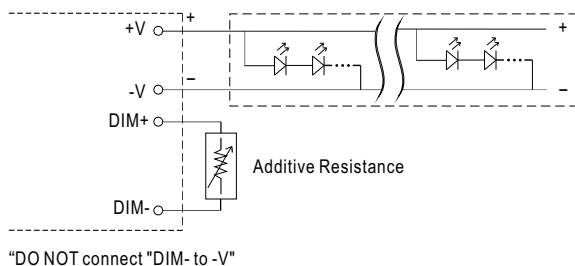 +
+V
+
−
-V
−
DIM+
Additive Resistance
DIM-
“DO NOT connect "DIM- to -V"